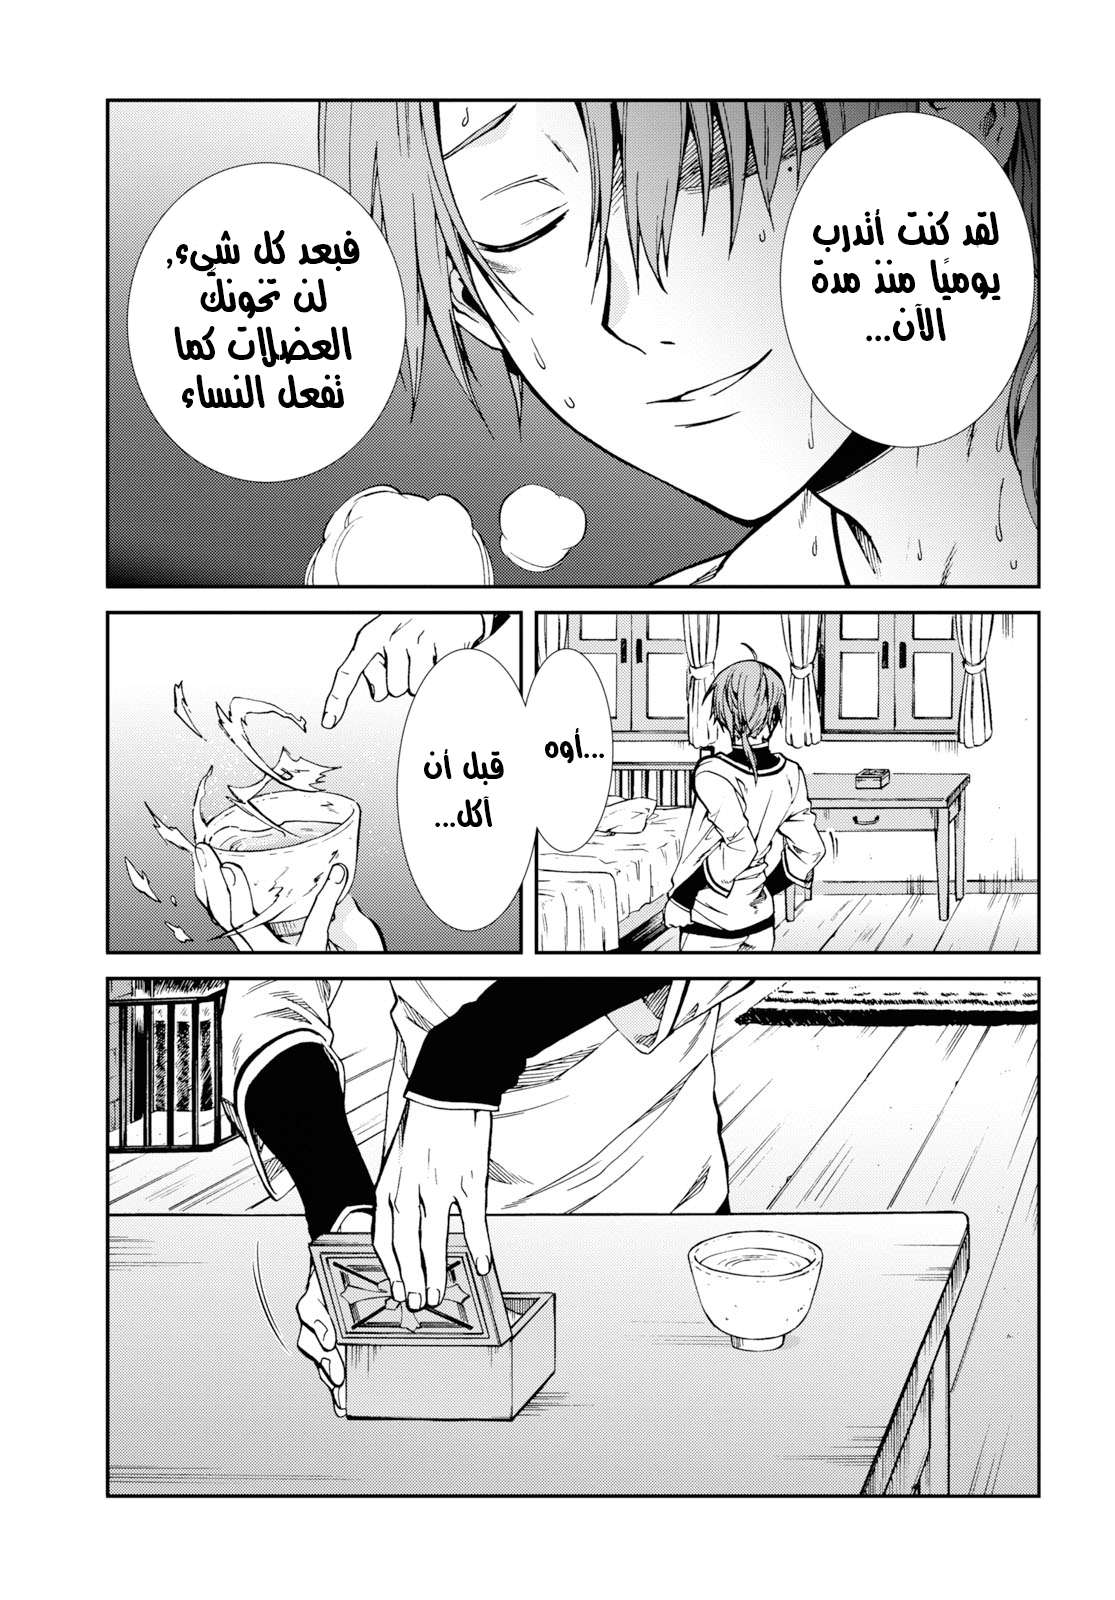 لقد كنت أتدرب
يوميًا منذ مدة
الآن...
فبعد كل شيء,
لن تخونك
العضلات كما
تفعل النساء
...أوه
قبل أن
أكل...